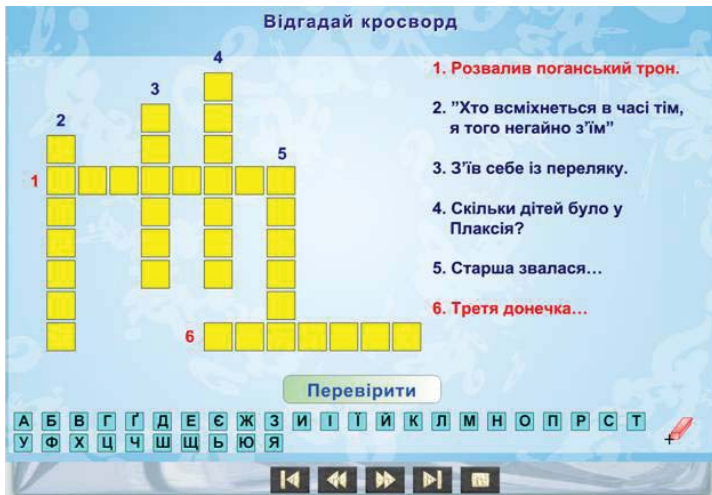 Відгадай кросворд
4
3
2
5
1
6
1. Розвалив поганський трон.
2. ”Хто всміхнеться в часі тім,
я того негайно з’їм”
3. З’їв себе із переляку.
4. Скільки дітей було у
Плаксія?
5. Старша звалася...
6. Третя донечка...
Перевірити
А Б В Г Ґ Д Е Є Ж З И І Ї Й К Л М Н О П Р С Т
У Ф Х Ц Ч Ш Щ Ь Ю Я